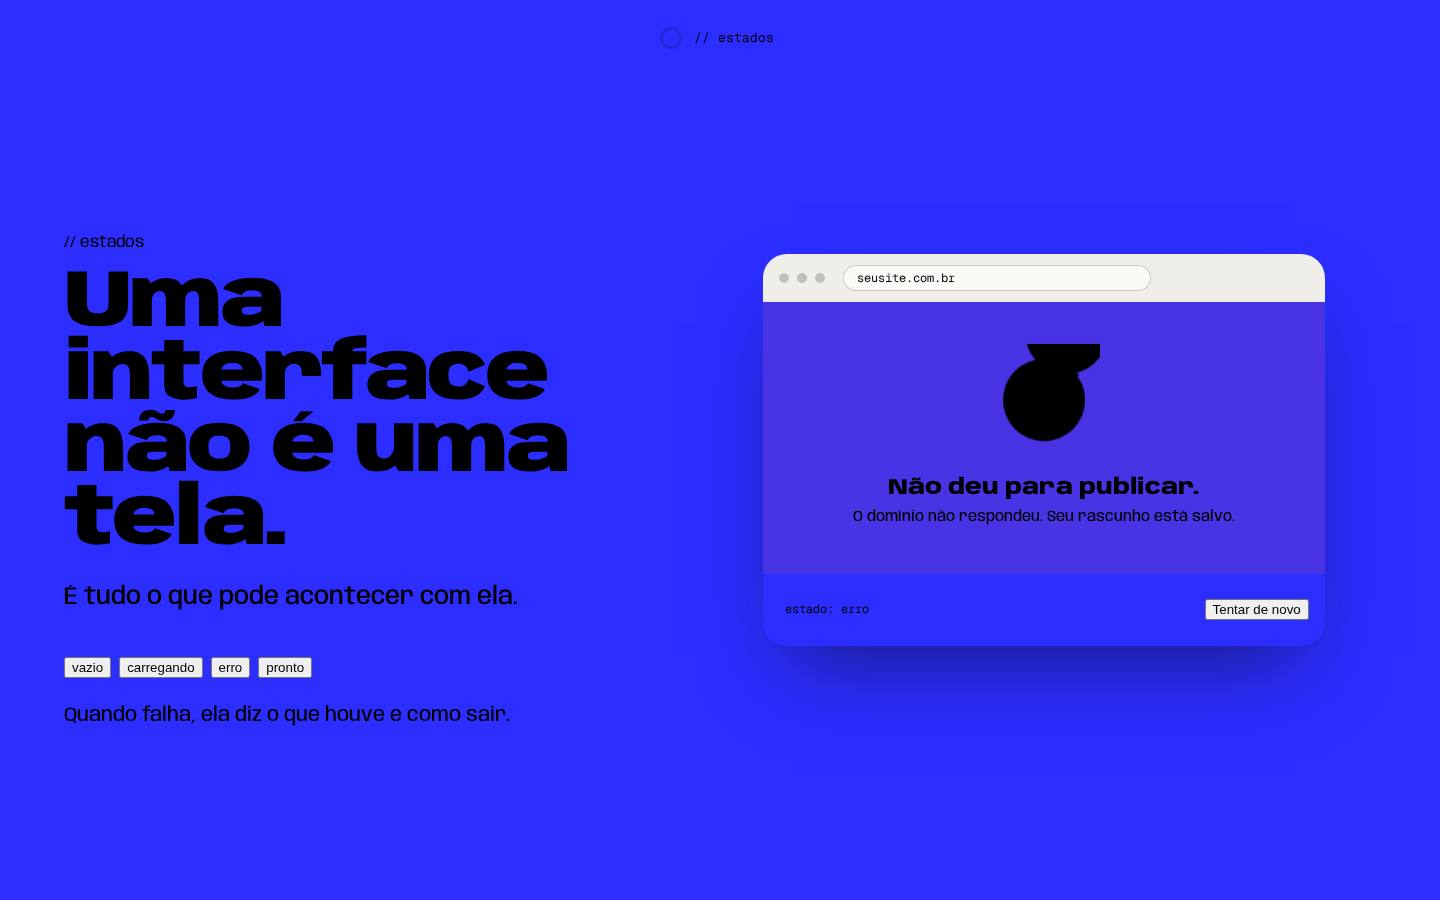 // estados
// estados
Uma
interface
não é uma
tela.
É tudo o que pode acontecer com ela.
vazio carregando erro pronto
Quando falha, ela diz o que houve e como sair.
seusite.com.br
Não deu para publicar.
O domínio não respondeu. Seu rascunho está salvo.
estado: erro
Tentar de novo